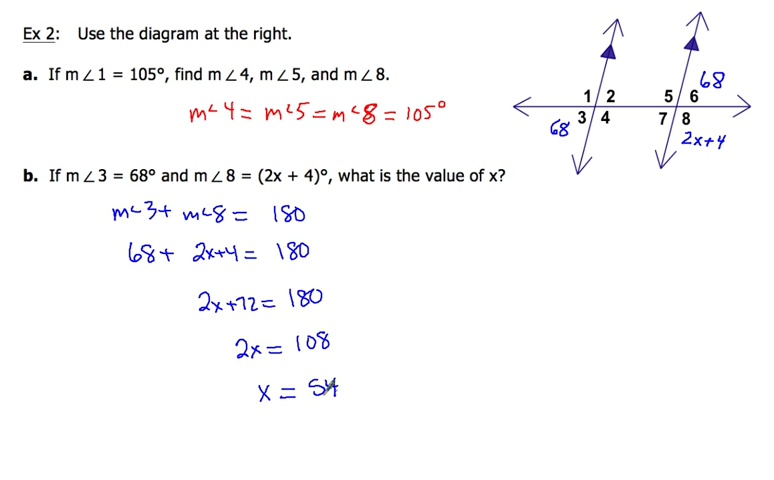 Ex 2: Use the diagram at the right.
a. If m∠1 = 105°, find m∠4, m∠5, and m∠8.
m∠4 = m∠5 = m∠8 = 105°
1 2
3 4
5 6
7 8
68
68
2x+4
b. If m∠3 = 68° and m∠8 = (2x + 4)°, what is the value of x?
m∠3+ m∠8 = 180
68+ 2x+4 = 180
2x+72 = 180
2x = 108
x = 54